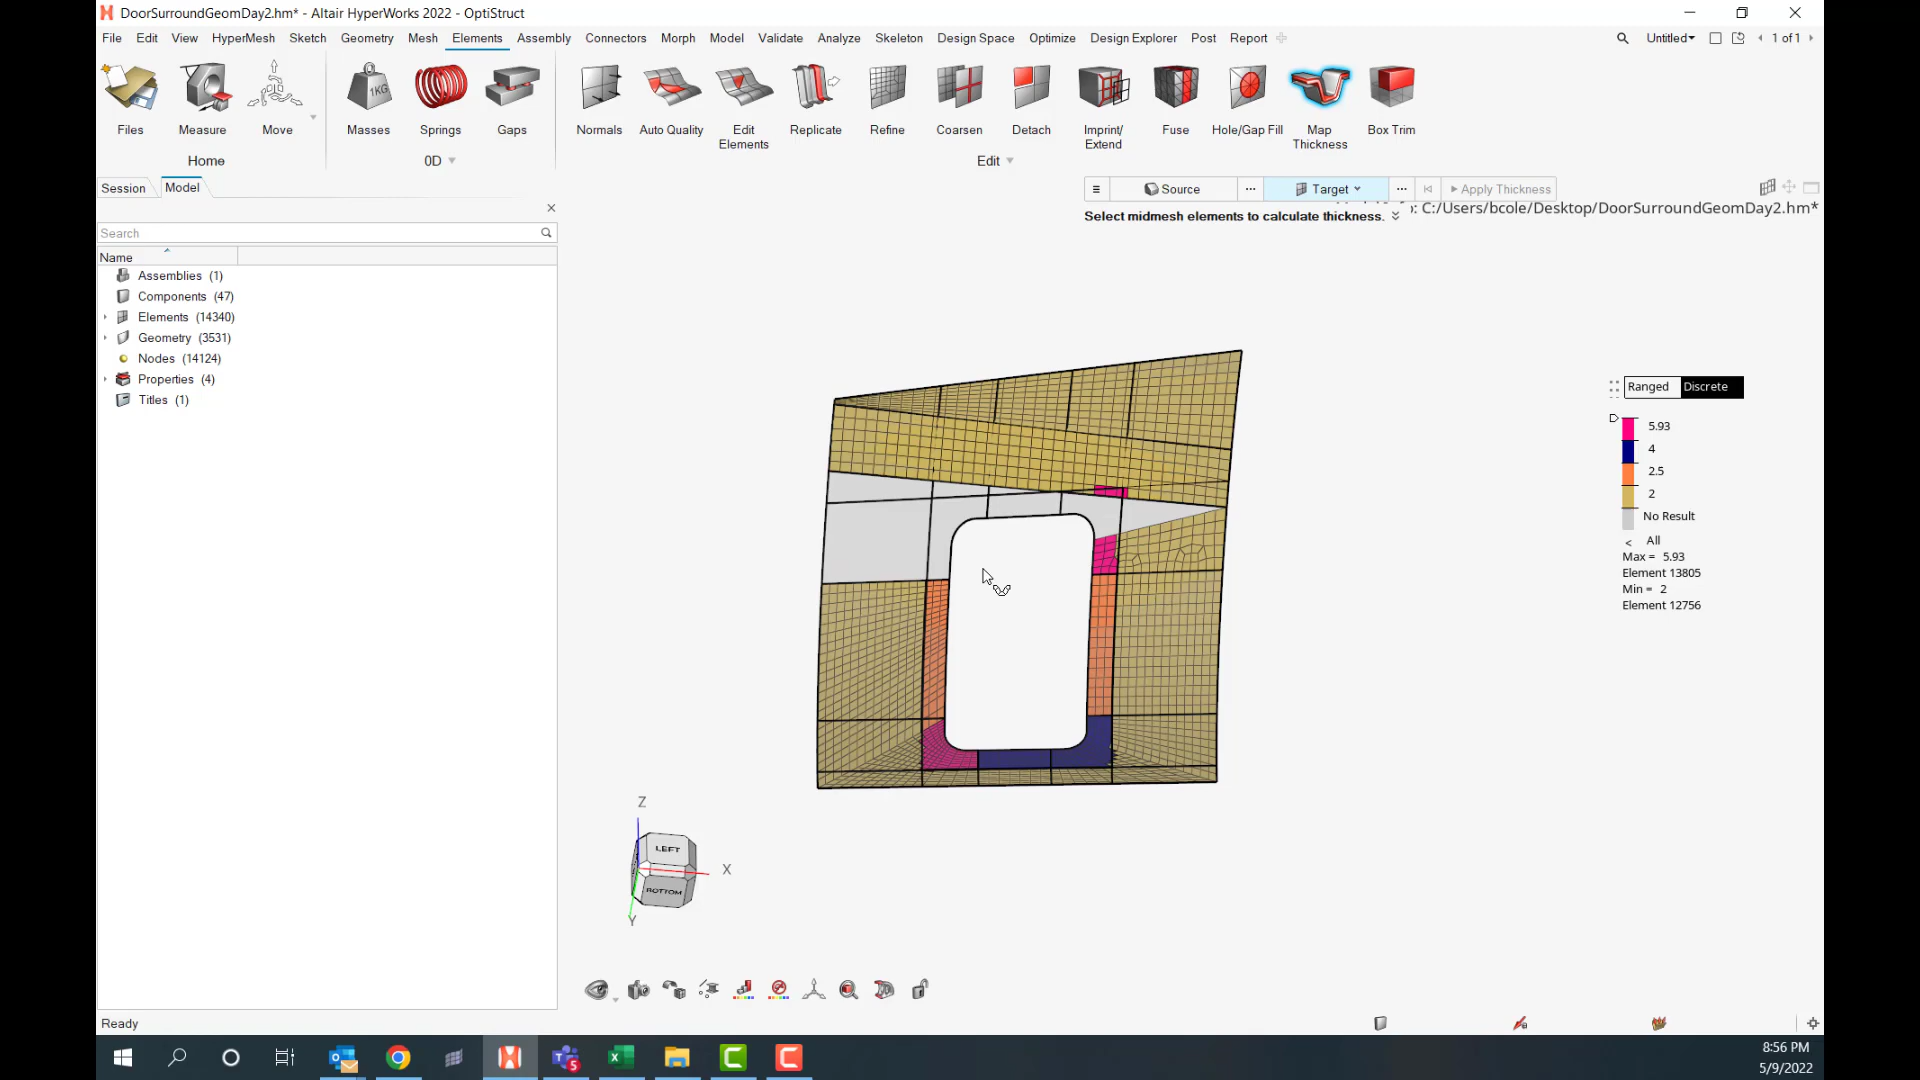 DoorSurroundGeomDay2.hm* - Altair HyperWorks 2022 - OptiStruct
File Edit View HyperMesh Sketch Geometry Mesh Elements Assembly Connectors Morph Model Validate Analyze Skeleton Design Space Optimize Design Explorer Post Report Untitled 1 of 1
1KG
Files Measure Move Masses Springs Gaps Normals Auto Quality Edit Elements Replicate Refine Coarsen Detach Imprint/ Extend Fuse Hole/Gap Fill Map Thickness Box Trim
Home 0D Edit
Session Model
Source ... Target ... Apply Thickness
Select midmesh elements to calculate thickness.
: C:/Users/bcole/Desktop/DoorSurroundGeomDay2.hm*
Search
Name
Assemblies (1)
Components (47)
Elements (14340)
Geometry (3531)
Nodes (14124)
Properties (4)
Titles (1)
Ranged Discrete
5.93
4
2.5
2
No Result
< All
Max = 5.93
Element 13805
Min = 2
Element 12756
Z
LEFT
X
BOTTOM
Y
Ready
5
8:56 PM
5/9/2022